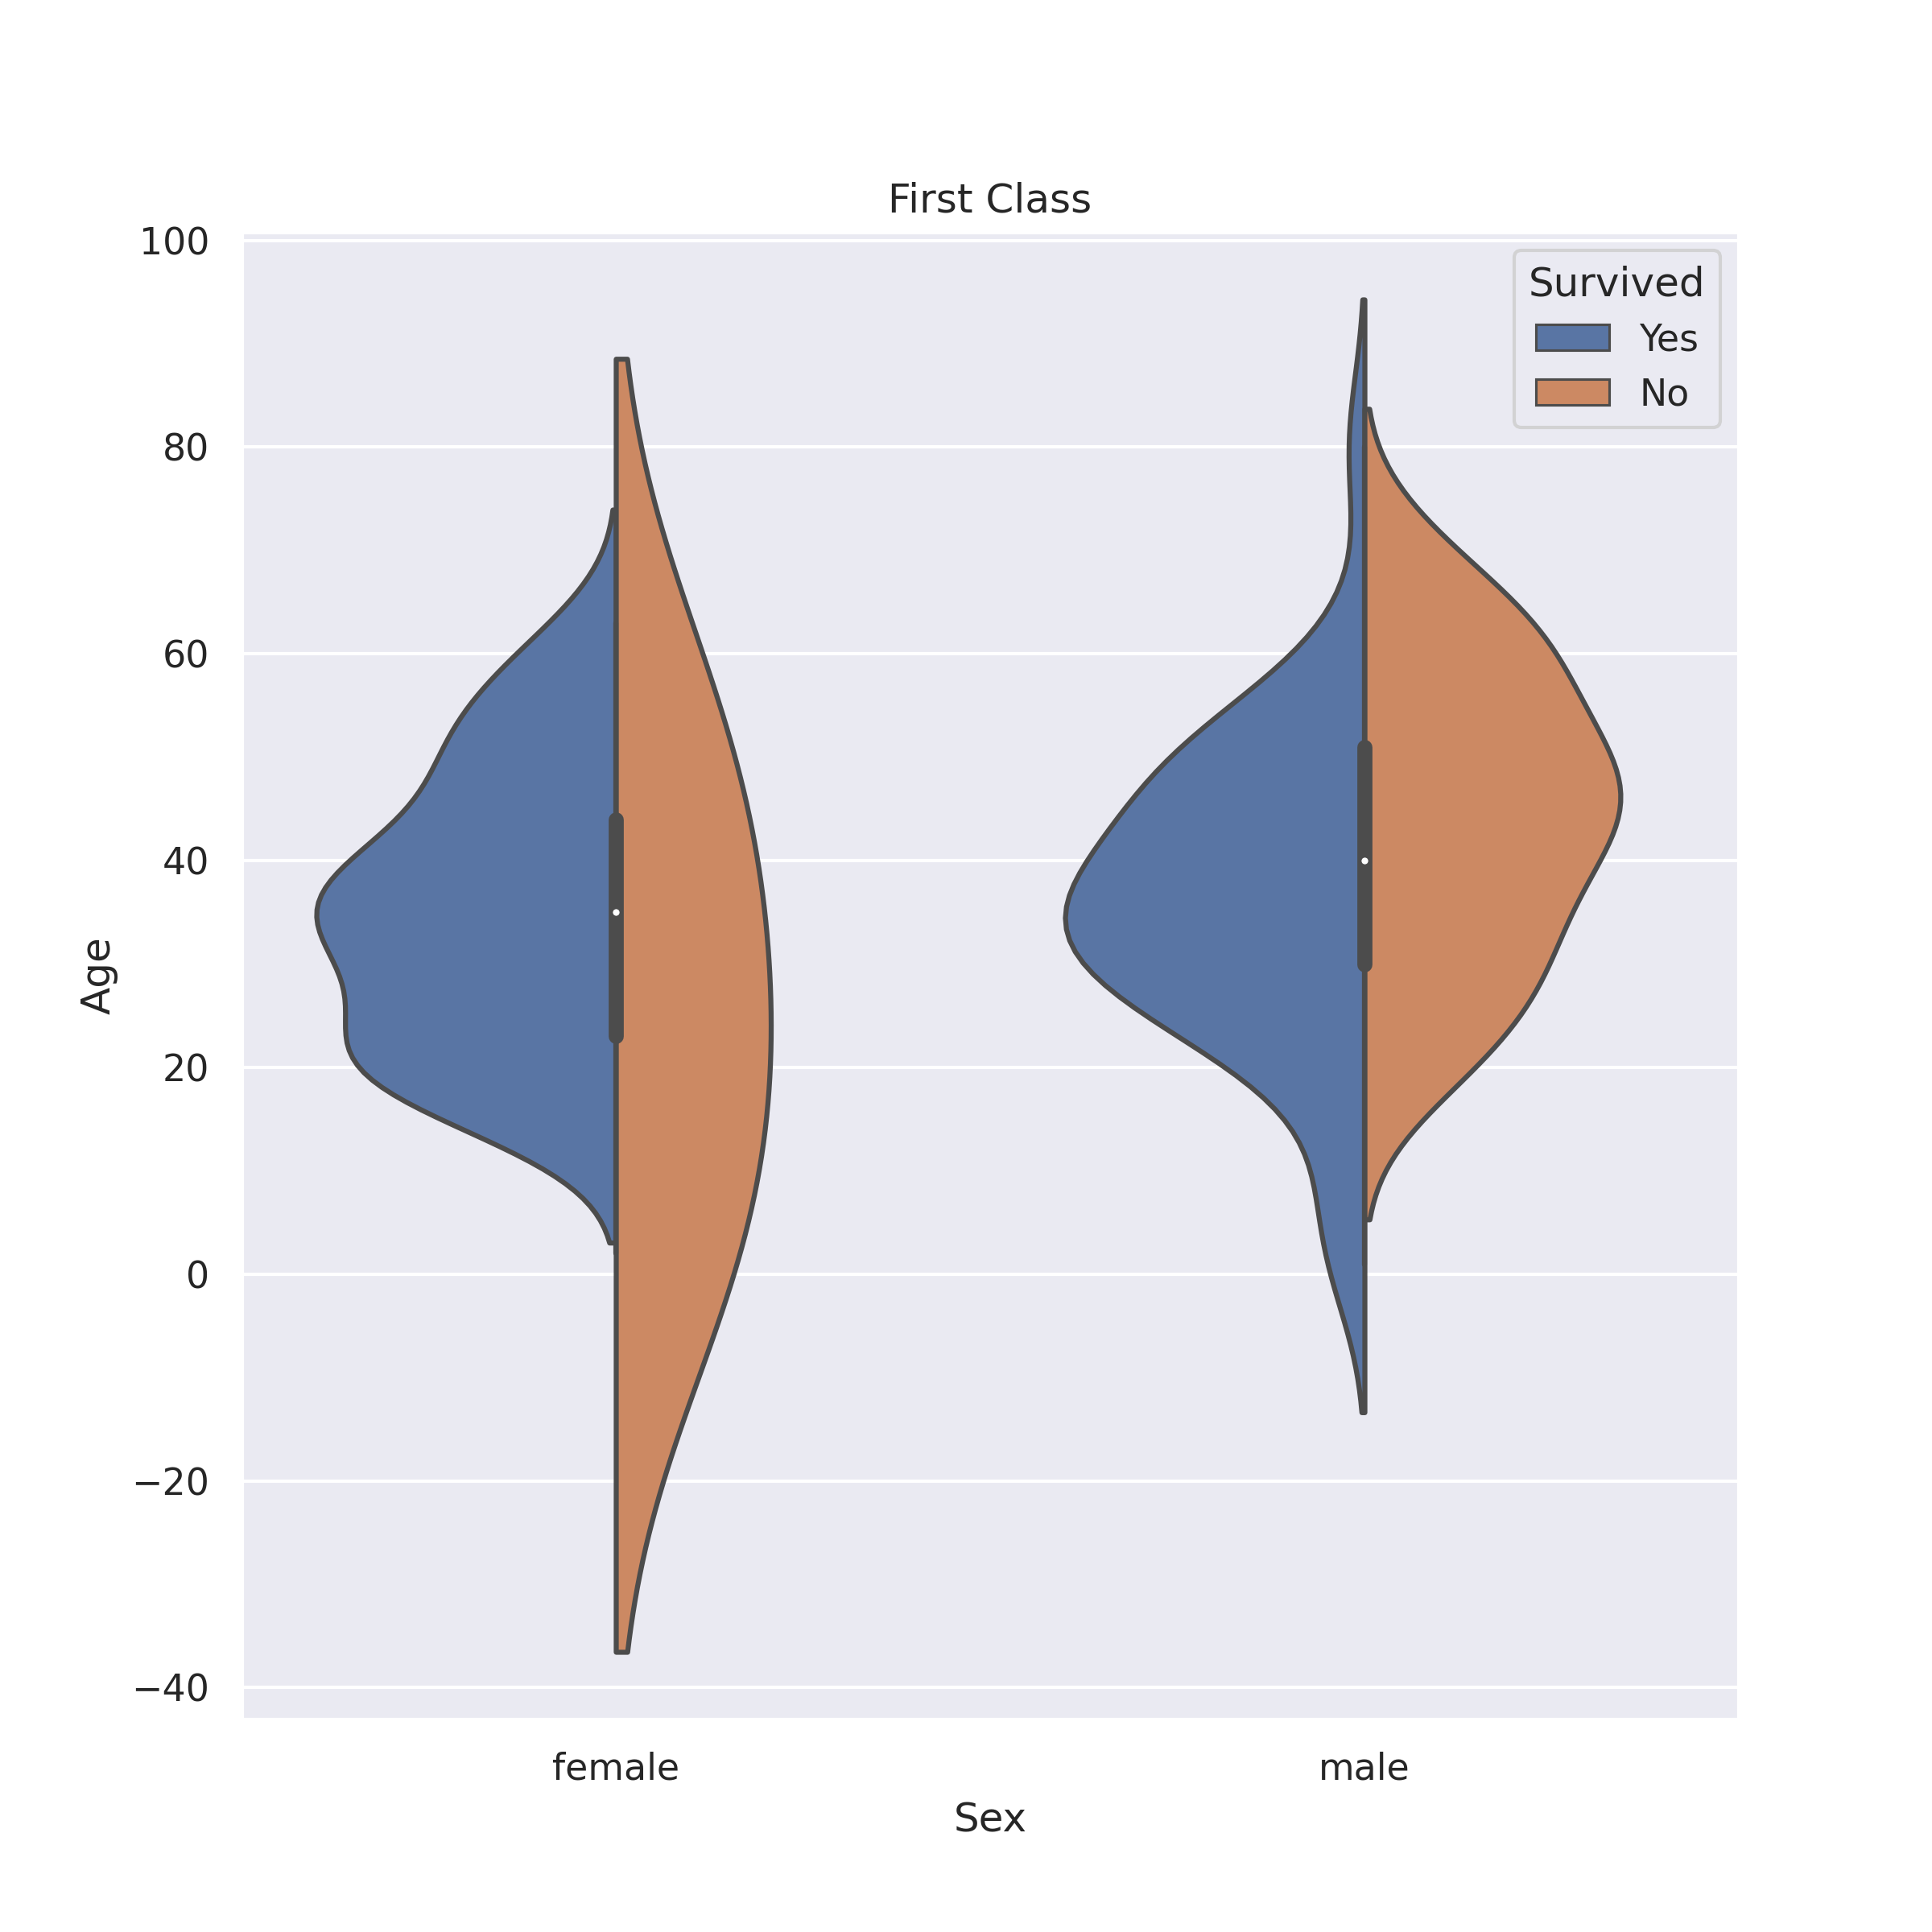 First Class
100
80
60
40
20
0
−20
−40
Age
Survived
Yes
No
female
male
Sex